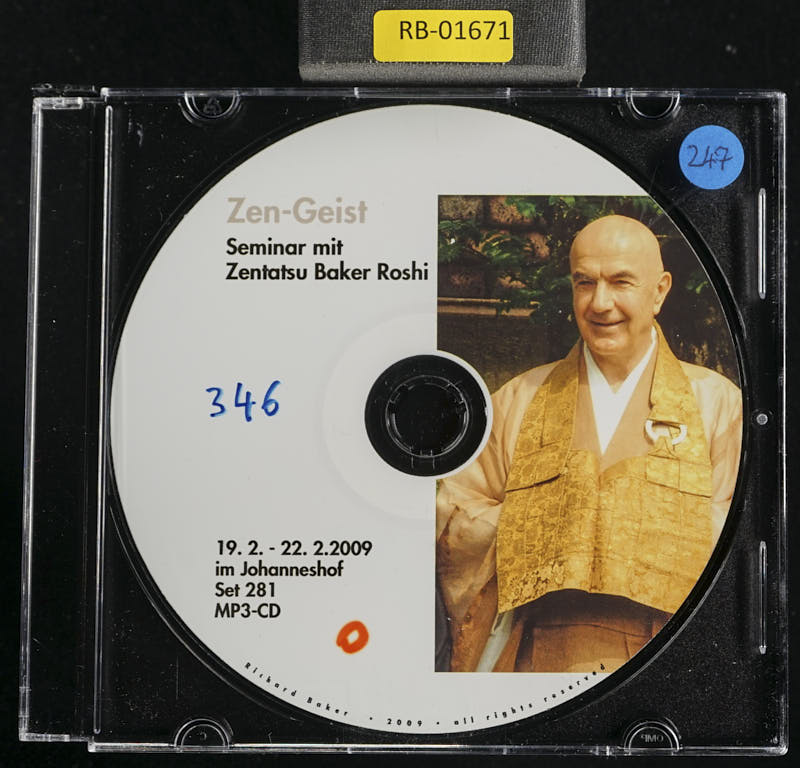 RB-01671
247
Zen-Geist
Seminar mit
Zentatsu Baker Roshi
346
19. 2. - 22. 2.2009
im Johanneshof
Set 281
MP3-CD
O
Richard Baker • 2009 • all rights reserved